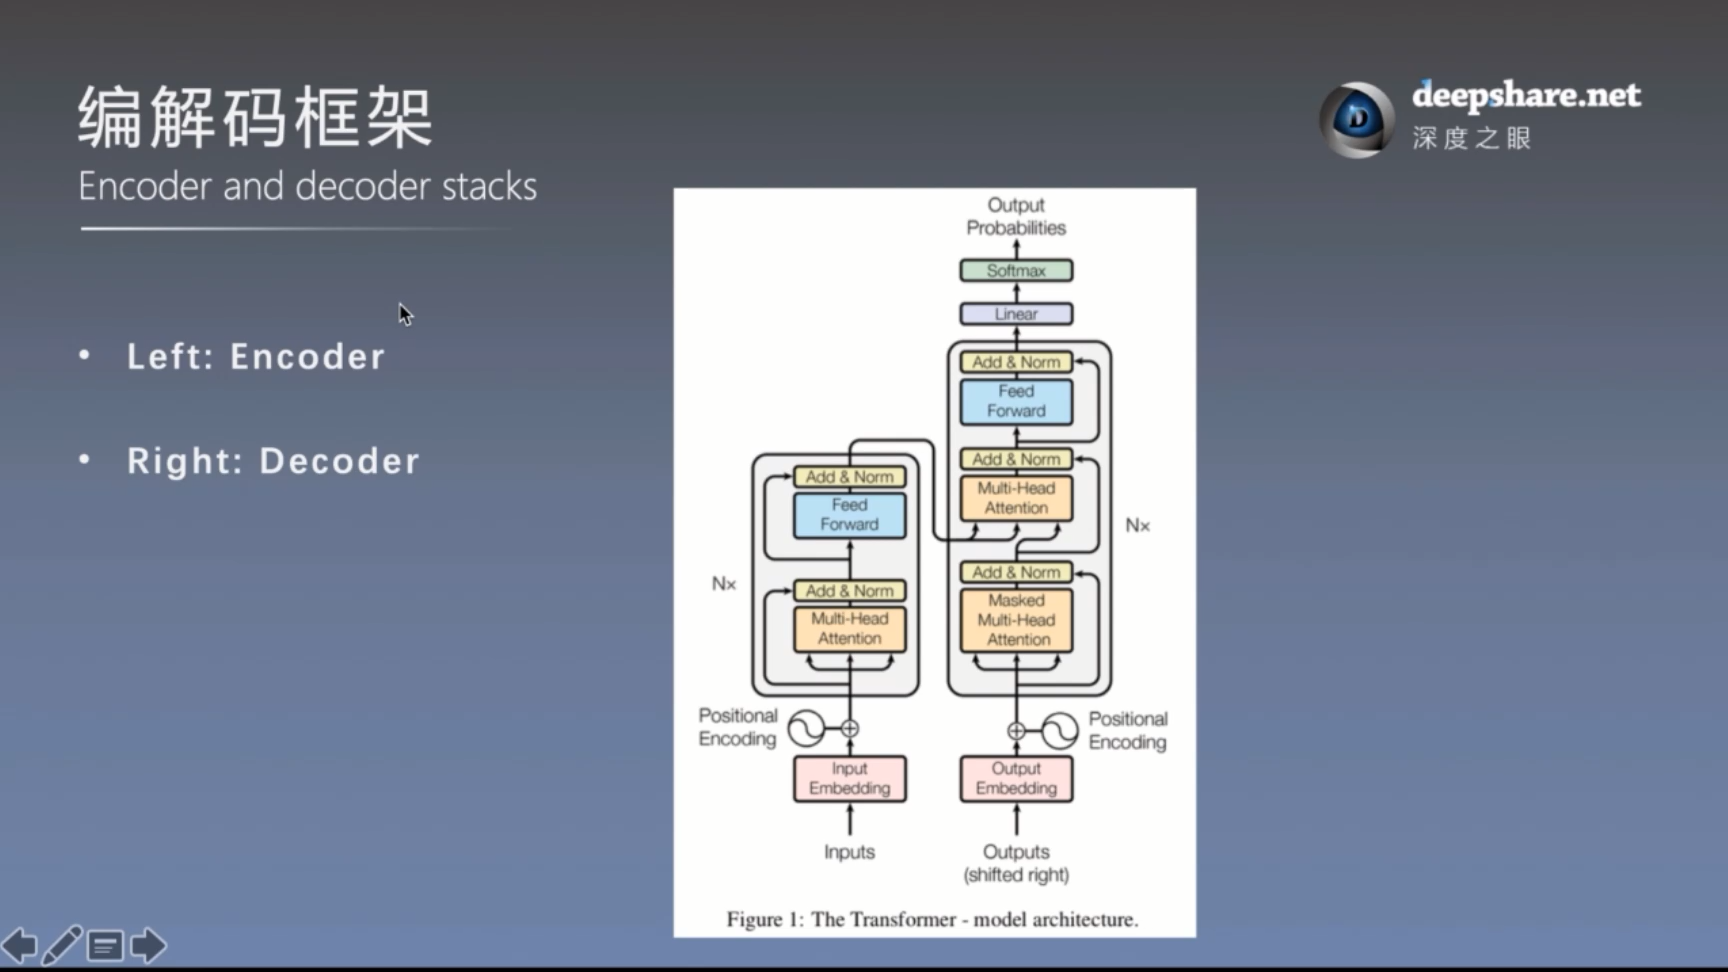 编解码框架
Encoder and decoder stacks
deepshare.net
深度之眼
• Left: Encoder
• Right: Decoder
Output
Probabilities
Softmax
Linear
Add & Norm
Feed
Forward
Add & Norm
Multi-Head
Attention
Nx
Add & Norm
Masked
Multi-Head
Attention
Add & Norm
Feed
Forward
Nx
Add & Norm
Multi-Head
Attention
Positional
Encoding
Positional
Encoding
Input
Embedding
Output
Embedding
Inputs
Outputs
(shifted right)
Figure 1: The Transformer - model architecture.